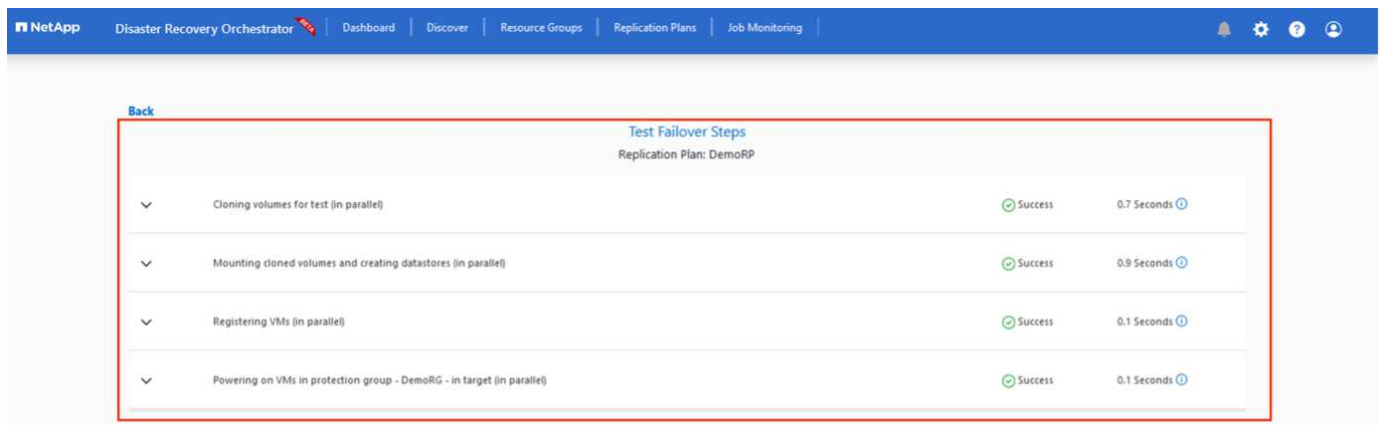 NetApp Disaster Recovery Orchestrator BETA Dashboard Discover Resource Groups Replication Plans Job Monitoring
Back
Test Failover Steps
Replication Plan: DemoRP
Cloning volumes for test (in parallel) Success 0.7 Seconds
Mounting cloned volumes and creating datastores (in parallel) Success 0.9 Seconds
Registering VMs (in parallel) Success 0.1 Seconds
Powering on VMs in protection group - DemoRG - in target (in parallel) Success 0.1 Seconds